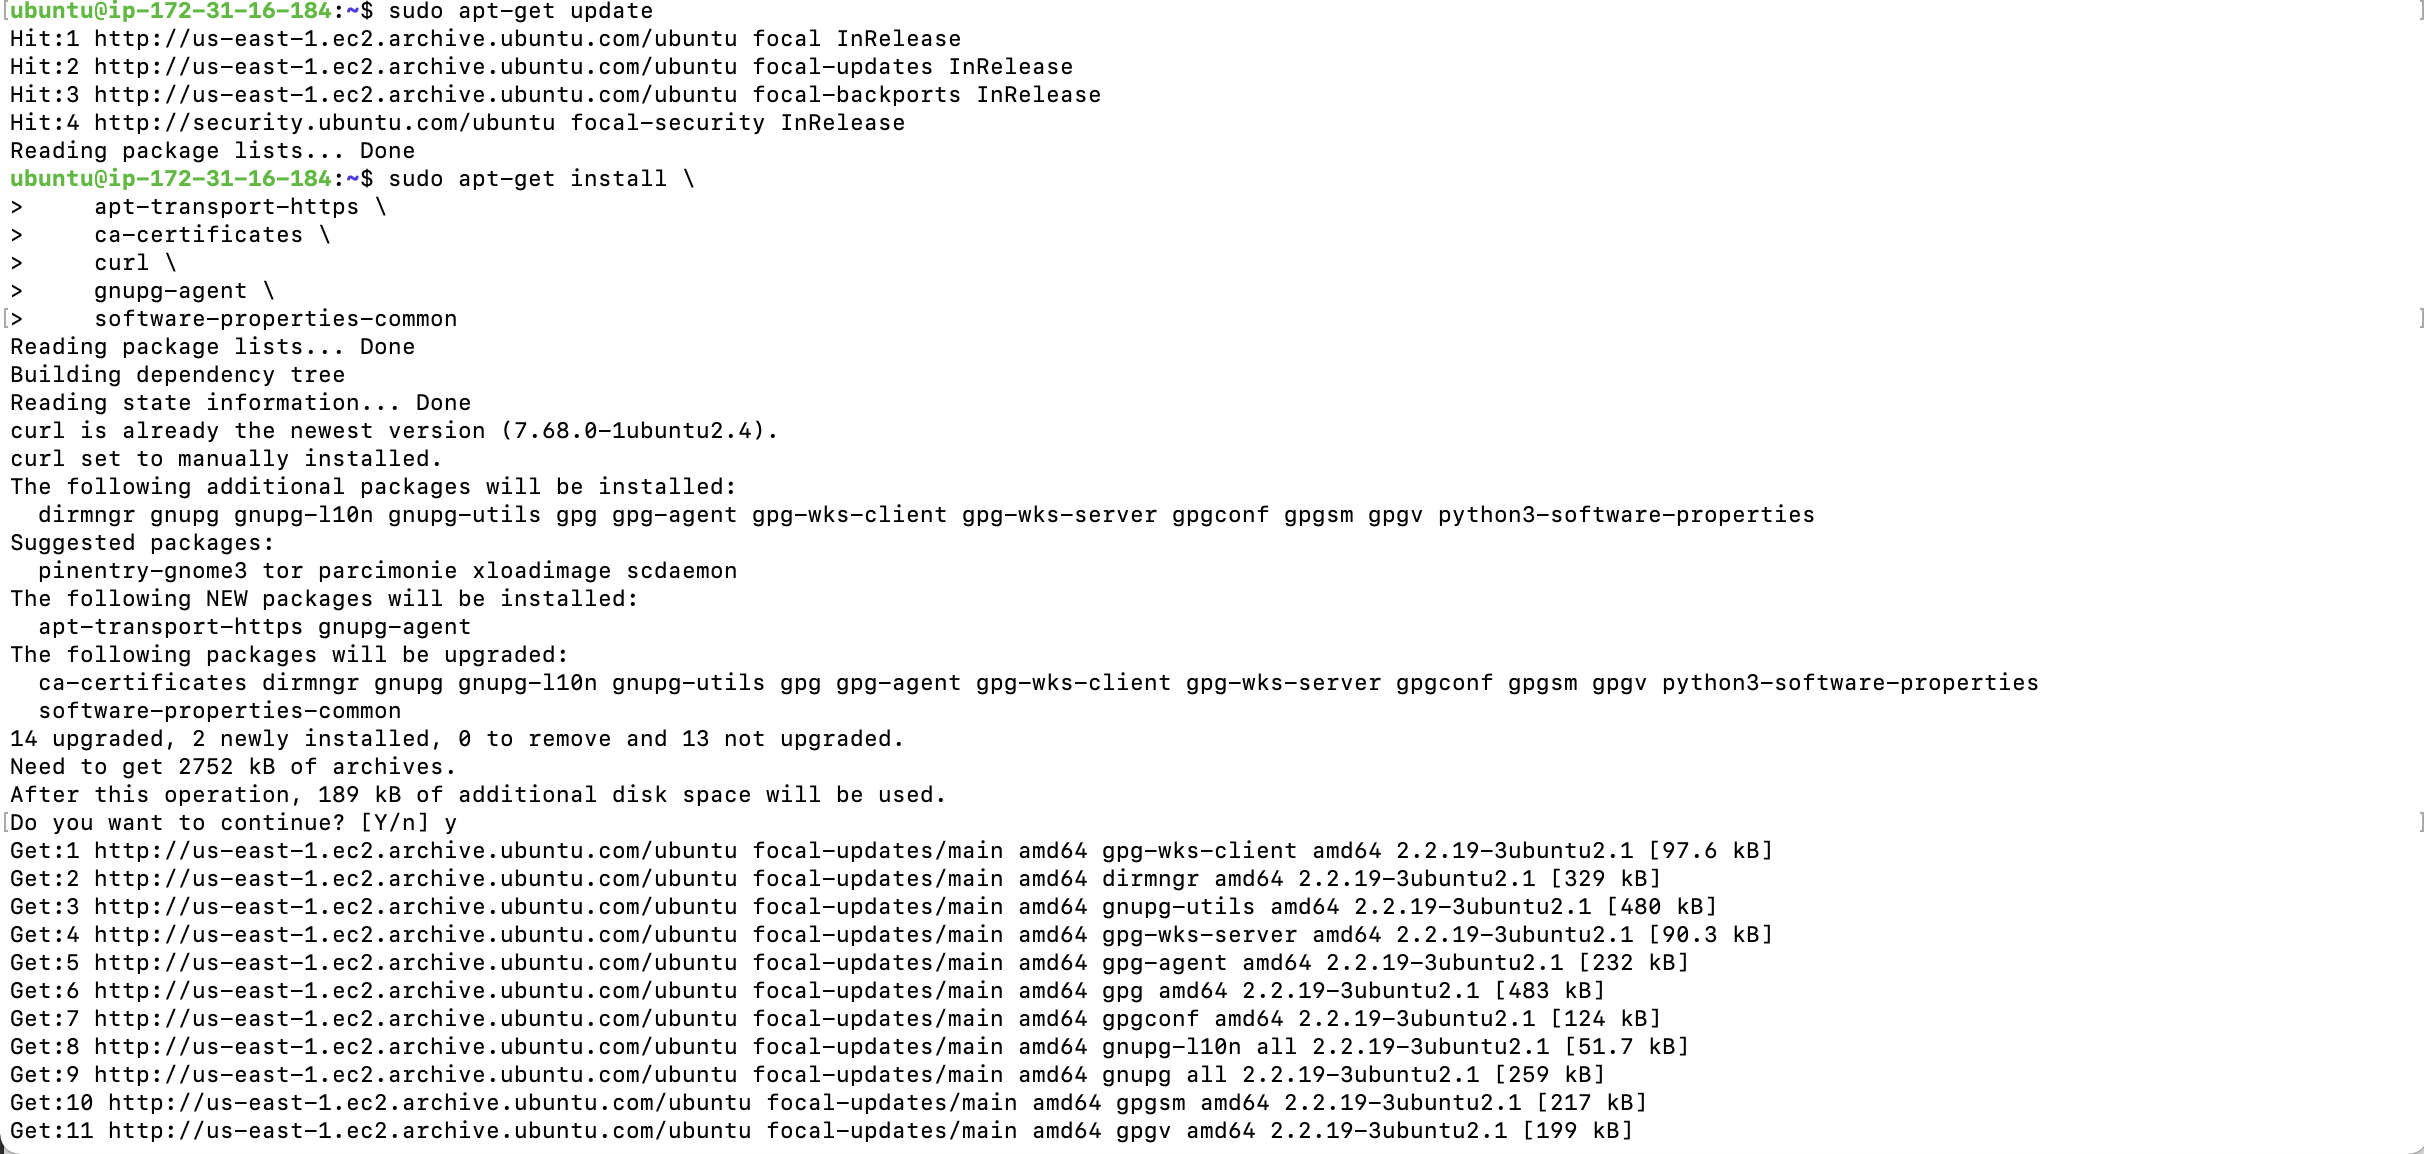 ubuntu@ip-172-31-16-184:~$ sudo apt-get update
Hit:1 http://us-east-1.ec2.archive.ubuntu.com/ubuntu focal InRelease
Hit:2 http://us-east-1.ec2.archive.ubuntu.com/ubuntu focal-updates InRelease
Hit:3 http://us-east-1.ec2.archive.ubuntu.com/ubuntu focal-backports InRelease
Hit:4 http://security.ubuntu.com/ubuntu focal-security InRelease
Reading package lists... Done
ubuntu@ip-172-31-16-184:~$ sudo apt-get install \
>     apt-transport-https \
>     ca-certificates \
>     curl \
>     gnupg-agent \
>     software-properties-common
Reading package lists... Done
Building dependency tree
Reading state information... Done
curl is already the newest version (7.68.0-1ubuntu2.4).
curl set to manually installed.
The following additional packages will be installed:
  dirmngr gnupg gnupg-l10n gnupg-utils gpg gpg-agent gpg-wks-client gpg-wks-server gpgconf gpgsm gpgv python3-software-properties
Suggested packages:
  pinentry-gnome3 tor parcimonie xloadimage scdaemon
The following NEW packages will be installed:
  apt-transport-https gnupg-agent
The following packages will be upgraded:
  ca-certificates dirmngr gnupg gnupg-l10n gnupg-utils gpg gpg-agent gpg-wks-client gpg-wks-server gpgconf gpgsm gpgv python3-software-properties
  software-properties-common
14 upgraded, 2 newly installed, 0 to remove and 13 not upgraded.
Need to get 2752 kB of archives.
After this operation, 189 kB of additional disk space will be used.
Do you want to continue? [Y/n] y
Get:1 http://us-east-1.ec2.archive.ubuntu.com/ubuntu focal-updates/main amd64 gpg-wks-client amd64 2.2.19-3ubuntu2.1 [97.6 kB]
Get:2 http://us-east-1.ec2.archive.ubuntu.com/ubuntu focal-updates/main amd64 dirmngr amd64 2.2.19-3ubuntu2.1 [329 kB]
Get:3 http://us-east-1.ec2.archive.ubuntu.com/ubuntu focal-updates/main amd64 gnupg-utils amd64 2.2.19-3ubuntu2.1 [480 kB]
Get:4 http://us-east-1.ec2.archive.ubuntu.com/ubuntu focal-updates/main amd64 gpg-wks-server amd64 2.2.19-3ubuntu2.1 [90.3 kB]
Get:5 http://us-east-1.ec2.archive.ubuntu.com/ubuntu focal-updates/main amd64 gpg-agent amd64 2.2.19-3ubuntu2.1 [232 kB]
Get:6 http://us-east-1.ec2.archive.ubuntu.com/ubuntu focal-updates/main amd64 gpg amd64 2.2.19-3ubuntu2.1 [483 kB]
Get:7 http://us-east-1.ec2.archive.ubuntu.com/ubuntu focal-updates/main amd64 gpgconf amd64 2.2.19-3ubuntu2.1 [124 kB]
Get:8 http://us-east-1.ec2.archive.ubuntu.com/ubuntu focal-updates/main amd64 gnupg-l10n all 2.2.19-3ubuntu2.1 [51.7 kB]
Get:9 http://us-east-1.ec2.archive.ubuntu.com/ubuntu focal-updates/main amd64 gnupg all 2.2.19-3ubuntu2.1 [259 kB]
Get:10 http://us-east-1.ec2.archive.ubuntu.com/ubuntu focal-updates/main amd64 gpgsm amd64 2.2.19-3ubuntu2.1 [217 kB]
Get:11 http://us-east-1.ec2.archive.ubuntu.com/ubuntu focal-updates/main amd64 gpgv amd64 2.2.19-3ubuntu2.1 [199 kB]